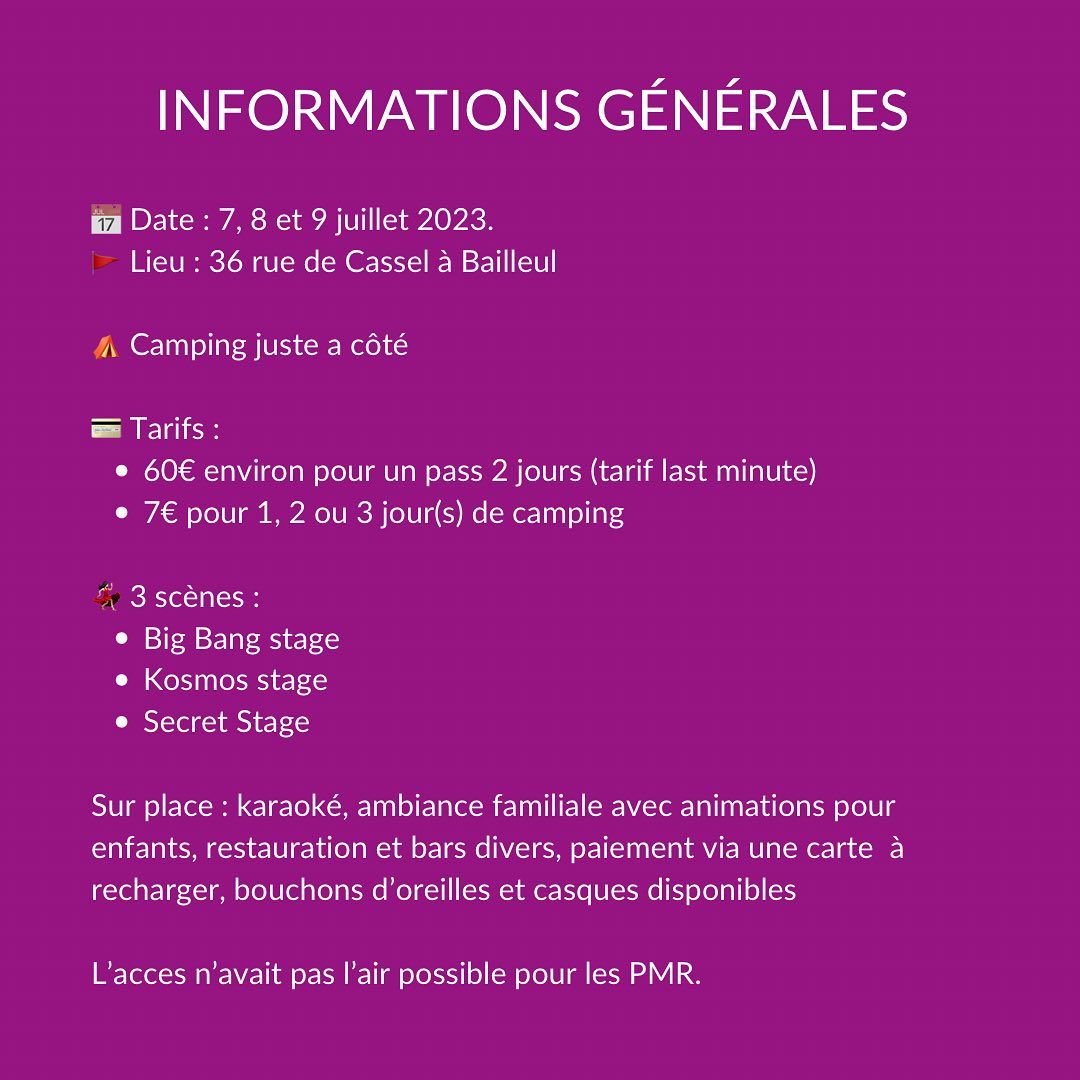 INFORMATIONS GÉNÉRALES
JUL
17
Date : 7, 8 et 9 juillet 2023.
Lieu : 36 rue de Cassel à Bailleul
Camping juste a côté
Tarifs :
• 60€ environ pour un pass 2 jours (tarif last minute)
• 7€ pour 1, 2 ou 3 jour(s) de camping
3 scènes :
• Big Bang stage
• Kosmos stage
• Secret Stage
Sur place : karaoké, ambiance familiale avec animations pour
enfants, restauration et bars divers, paiement via une carte  à
recharger, bouchons d’oreilles et casques disponibles
L’acces n’avait pas l’air possible pour les PMR.